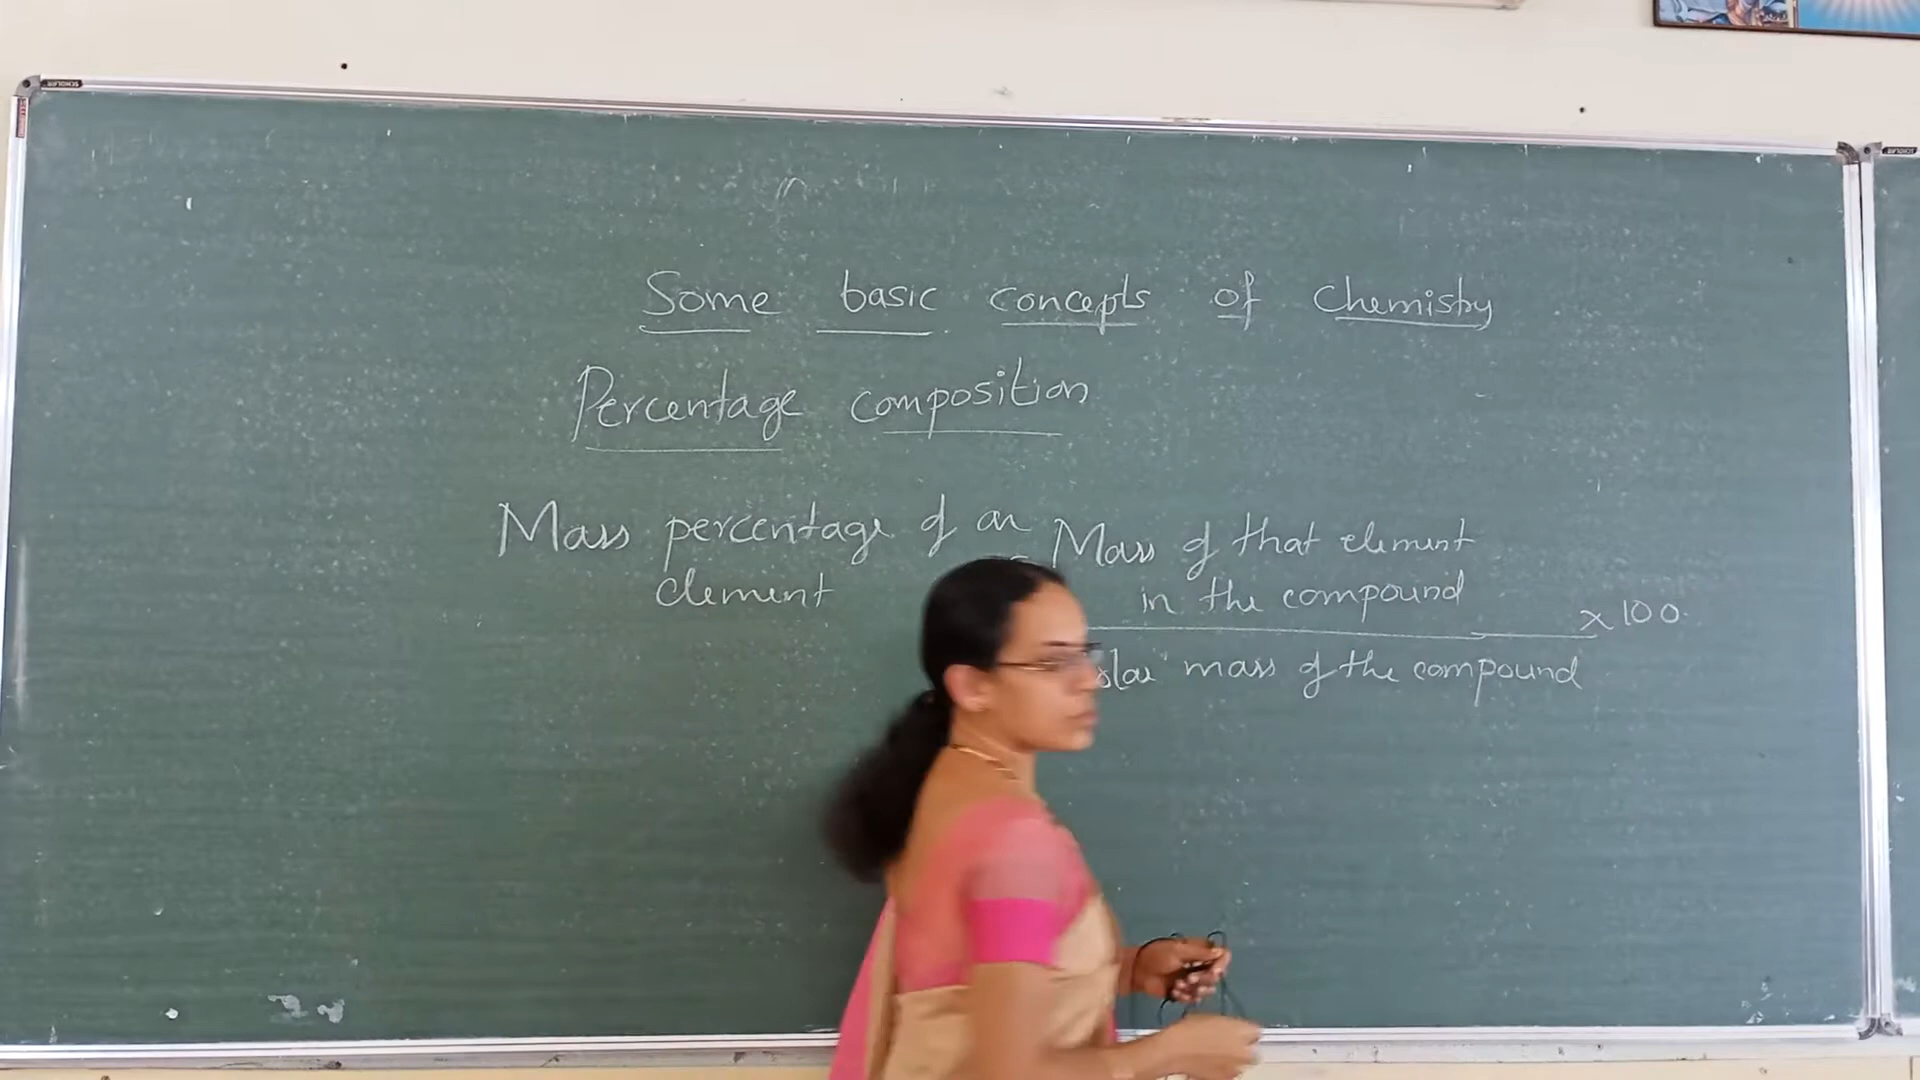 Some basic concepts of Chemistry
Percentage composition
Mass percentage of an
element
Mass of that element
in the compound
x 100
mass of the compound